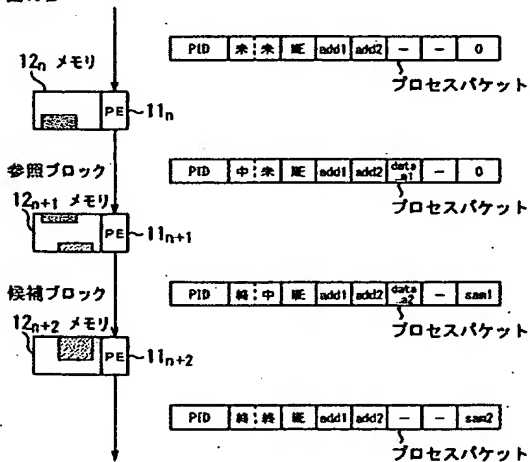 PID 未 未 ME add1 add2 － － 0
12n メモリ
プロセスパケット
PE 11n
参照ブロック
PID 中 未 ME add1 add2 data a1 － 0
12n+1 メモリ
プロセスパケット
PE 11n+1
候補ブロック
PID 終 中 ME add1 add2 data a2 － sam1
12n+2 メモリ
プロセスパケット
PE 11n+2
PID 終 終 ME add1 add2 － － sam2
プロセスパケット